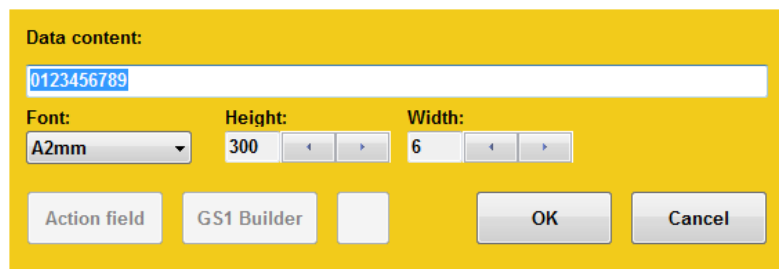 Data content:
0123456789
Font: Height: Width:
A2mm 300 6
Action field GS1 Builder OK Cancel